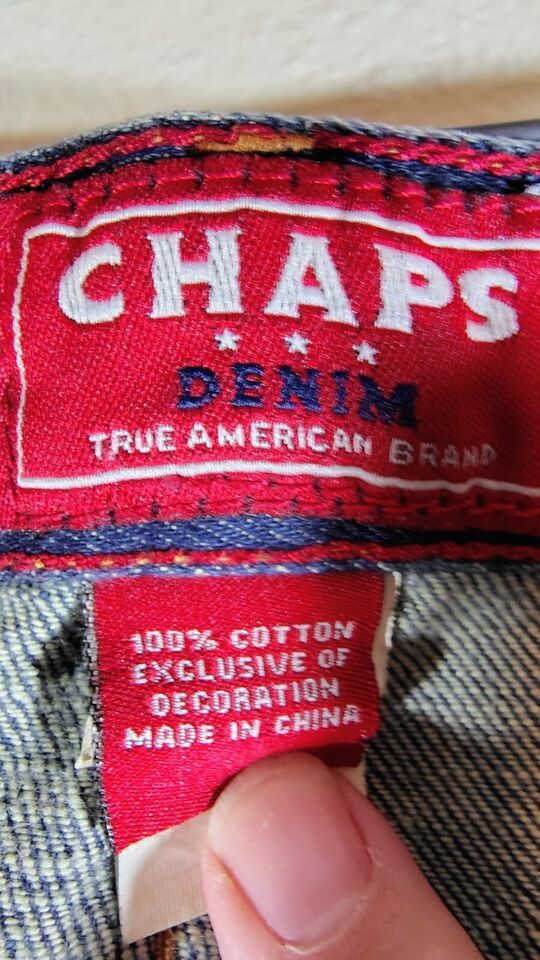 CHAPS
DENIM
TRUE AMERICAN BRAND
100% COTTON
EXCLUSIVE OF
DECORATION
MADE IN CHINA